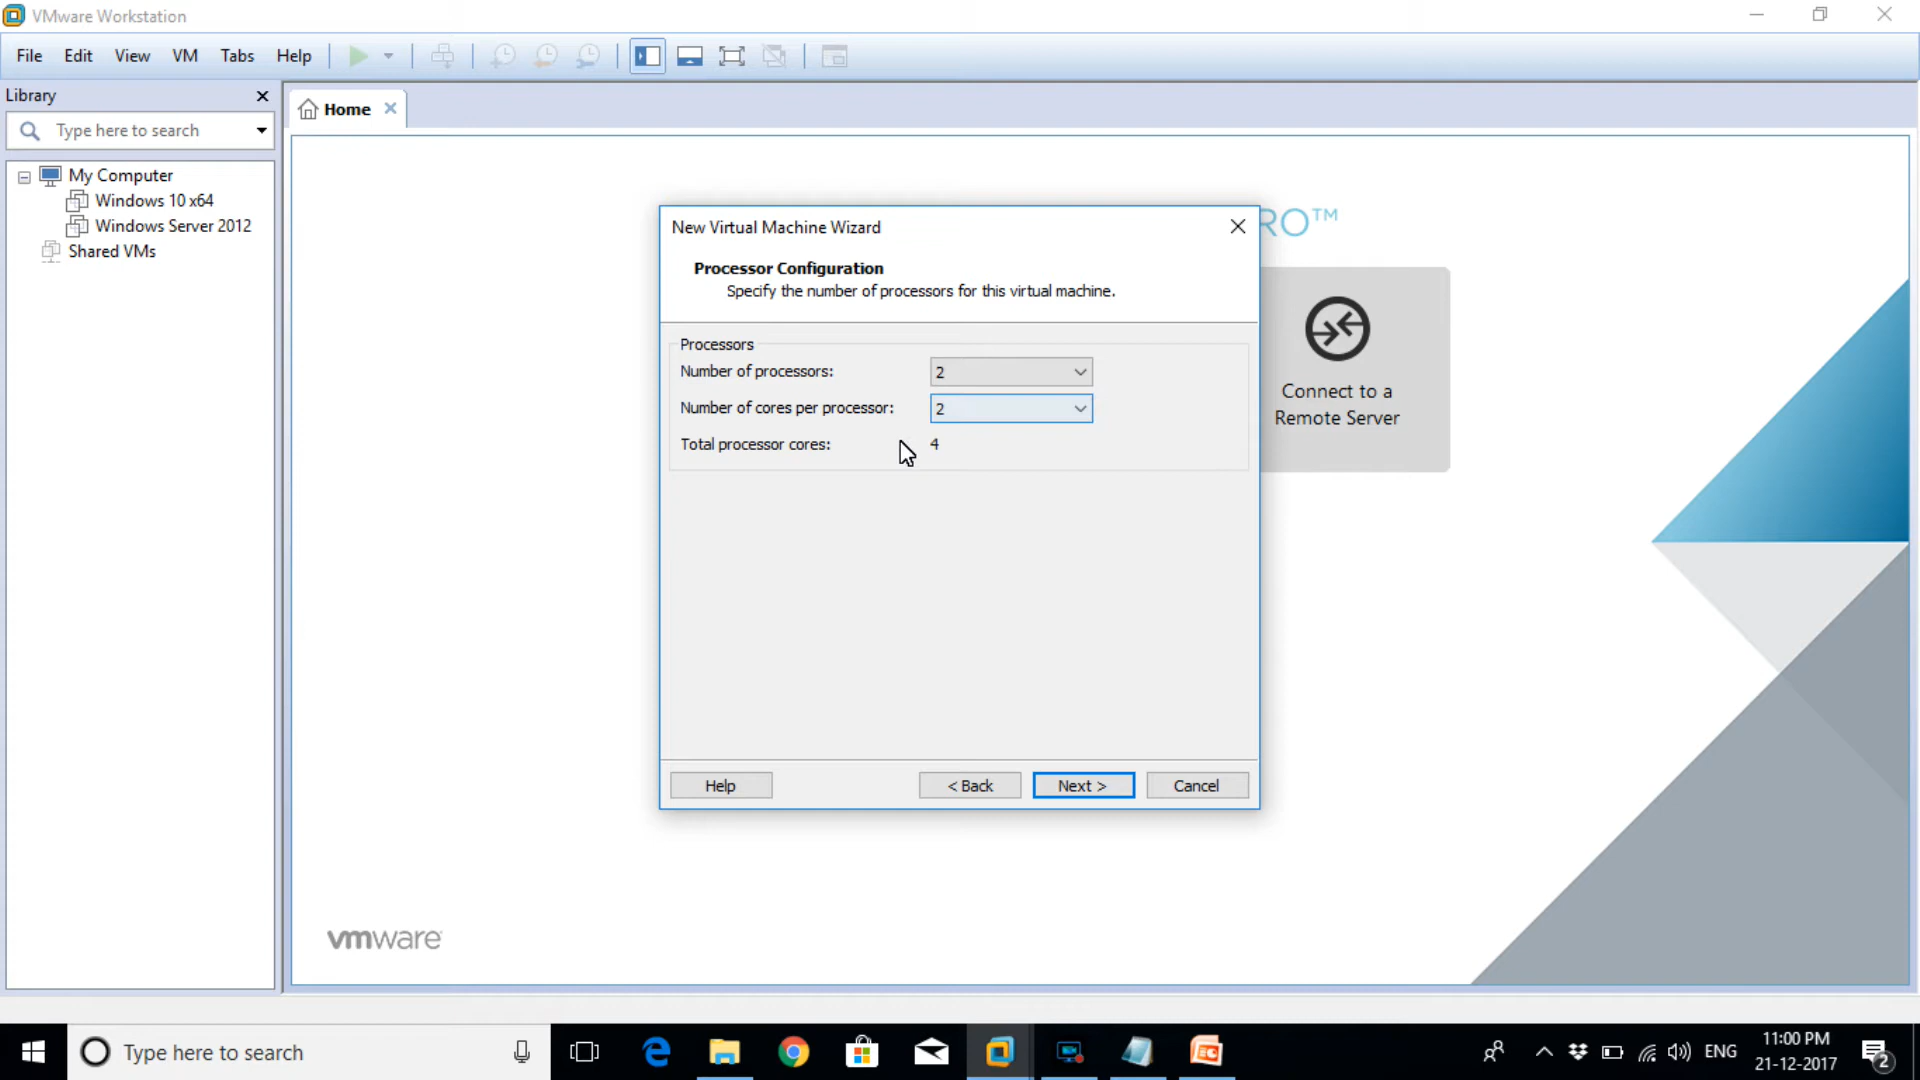 VMware Workstation
File Edit View VM Tabs Help
Library
Home
Type here to search
My Computer
Windows 10 x64
Windows Server 2012
Shared VMs
RO™
New Virtual Machine Wizard
Processor Configuration
Specify the number of processors for this virtual machine.
Processors
Number of processors: 2
Number of cores per processor: 2
Total processor cores: 4
Connect to a
Remote Server
Help < Back Next > Cancel
vmware
Type here to search
ENG
11:00 PM
21-12-2017
2